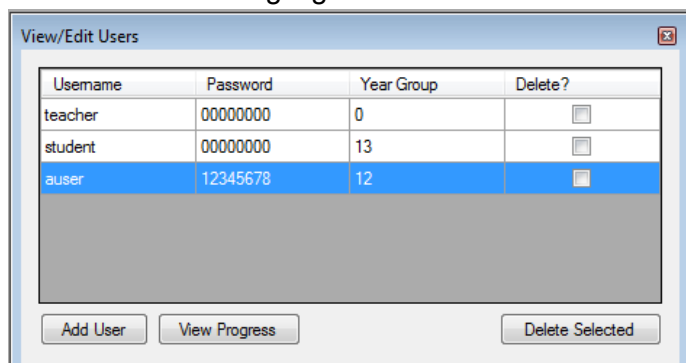 View/Edit Users
Username Password Year Group Delete?
teacher 00000000 0
student 00000000 13
auser 12345678 12
Add User View Progress Delete Selected